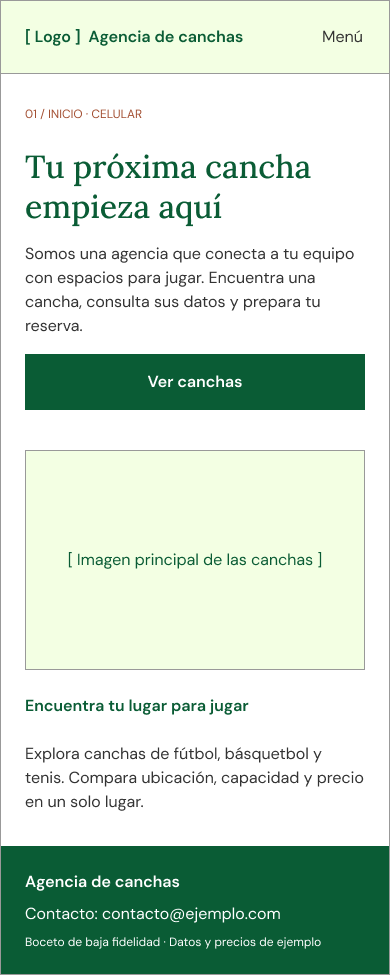 [ Logo ]  Agencia de canchas
Menú
01 / INICIO · CELULAR
Tu próxima cancha
empieza aquí
Somos una agencia que conecta a tu equipo
con espacios para jugar. Encuentra una
cancha, consulta sus datos y prepara tu
reserva.
Ver canchas
[ Imagen principal de las canchas ]
Encuentra tu lugar para jugar
Explora canchas de fútbol, básquetbol y
tenis. Compara ubicación, capacidad y precio
en un solo lugar.
Agencia de canchas
Contacto: contacto@ejemplo.com
Boceto de baja fidelidad · Datos y precios de ejemplo